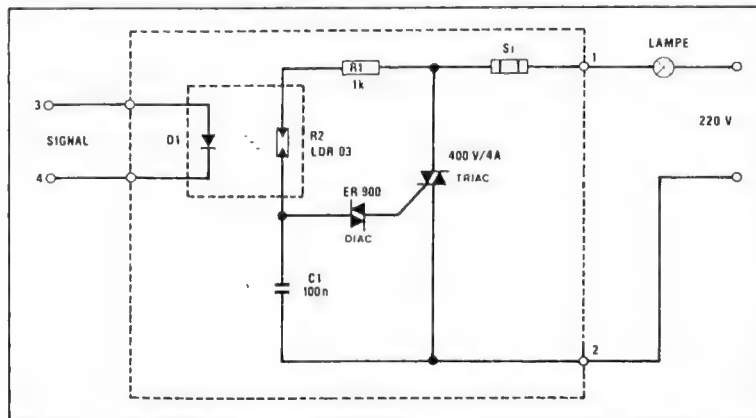 Si
1
LAMPE
R1
1k
3
SIGNAL
D1
R2
LDR 03
220 V
400 V/4A
TRIAC
4
ER 900
DIAC
C1
100n
2